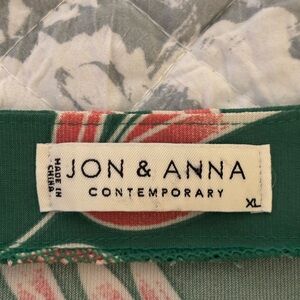 MADE IN
CHINA
JON & ANNA
CONTEMPORARY
XL